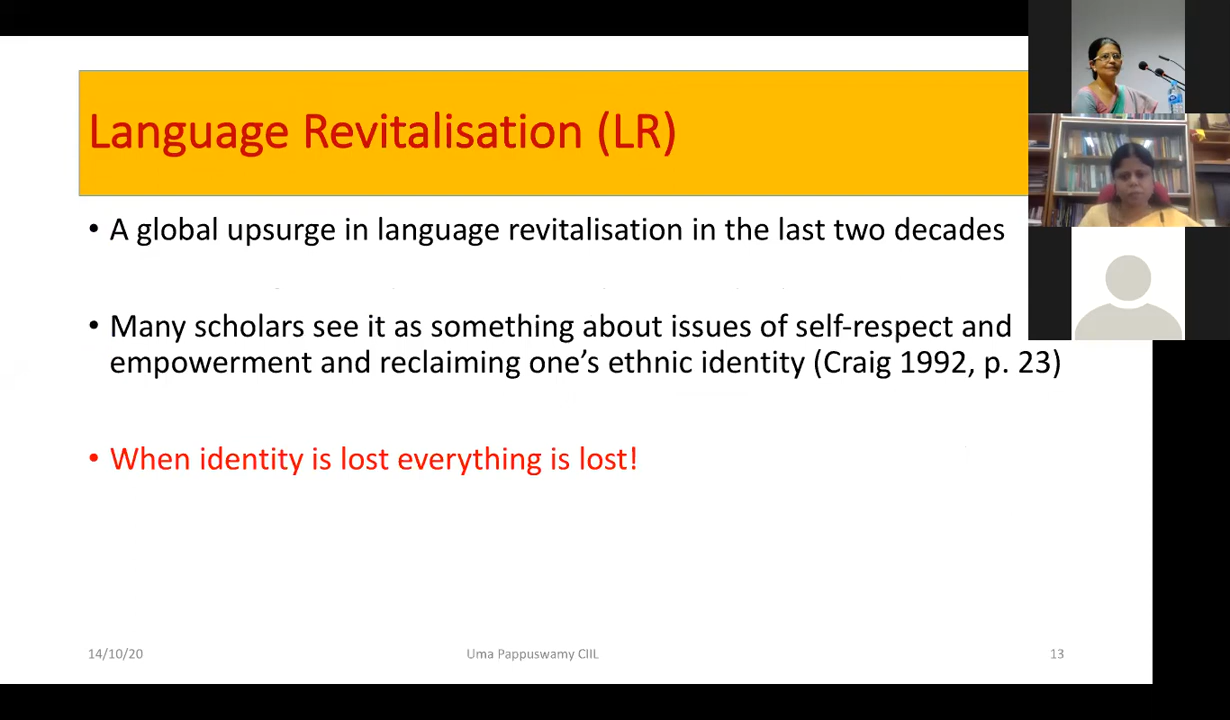 Language Revitalisation (LR)
• A global upsurge in language revitalisation in the last two decades
• Many scholars see it as something about issues of self-respect and
empowerment and reclaiming one’s ethnic identity (Craig 1992, p. 23)
• When identity is lost everything is lost!
14/10/20
Uma Pappuswamy CIIL
13